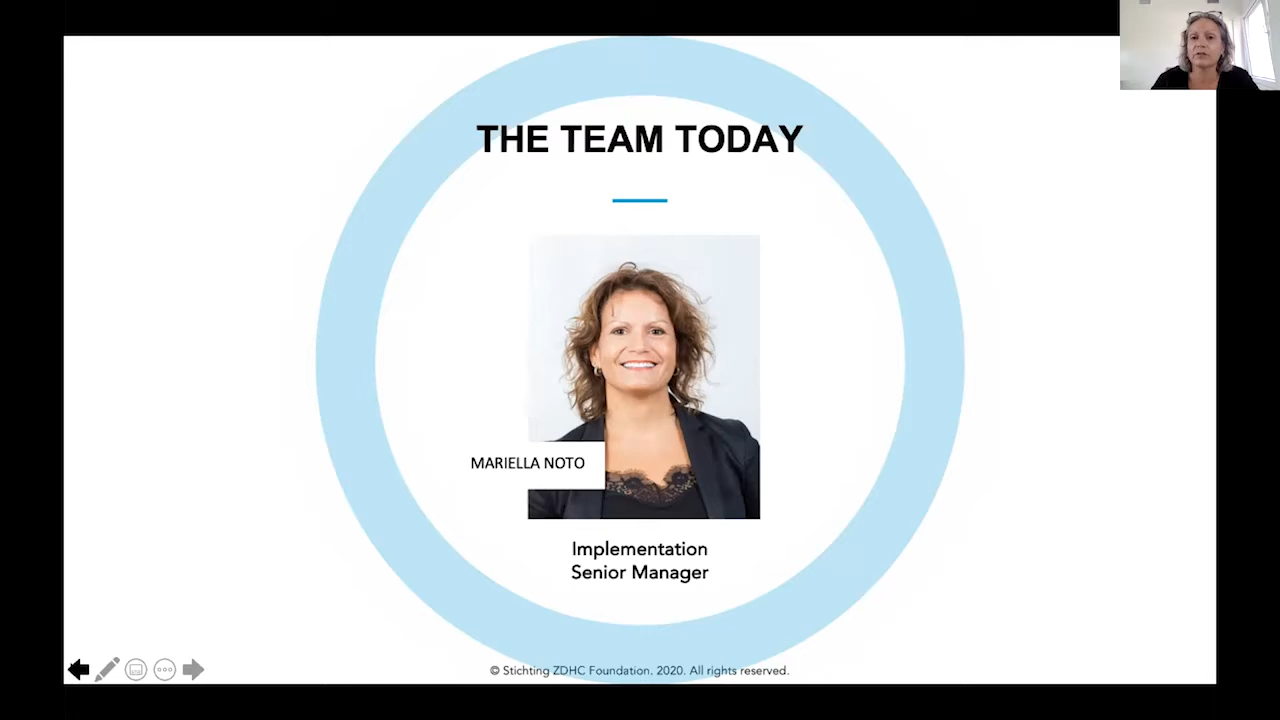 THE TEAM TODAY
MARIELLA NOTO
Implementation
Senior Manager
© Stichting ZDHC Foundation. 2020. All rights reserved.